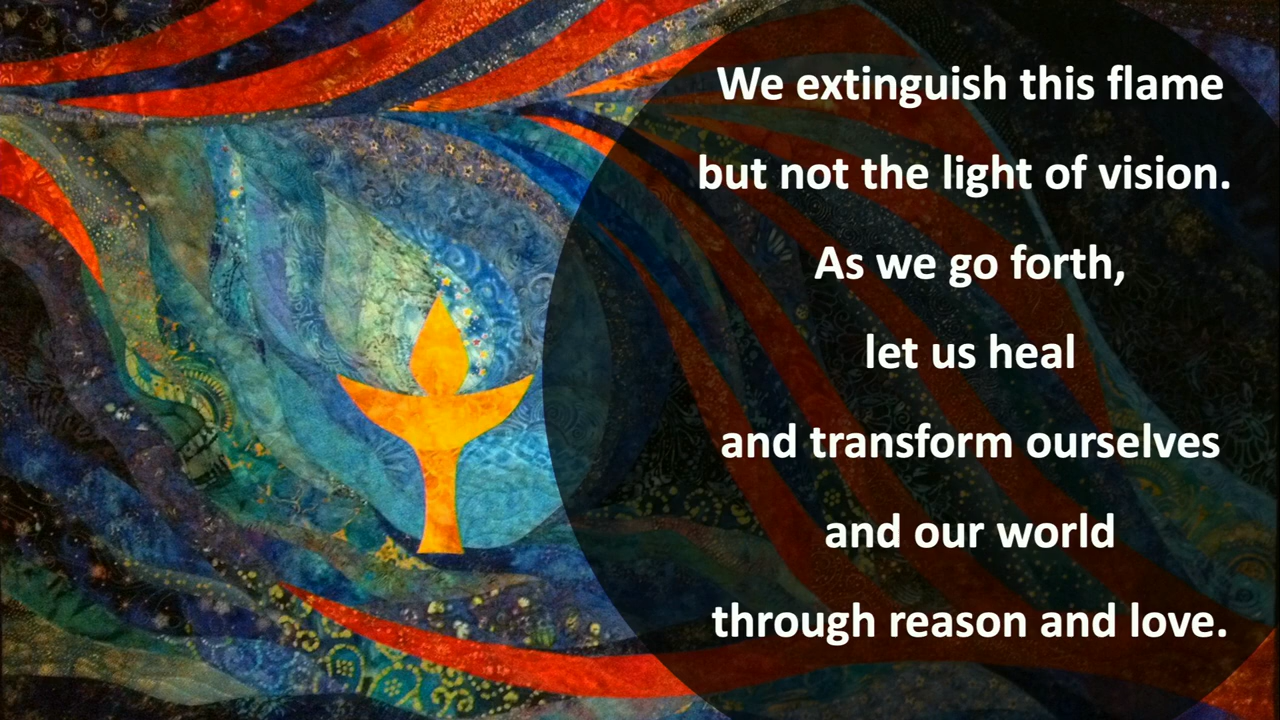 We extinguish this flame
but not the light of vision.
As we go forth,
let us heal
and transform ourselves
and our world
through reason and love.